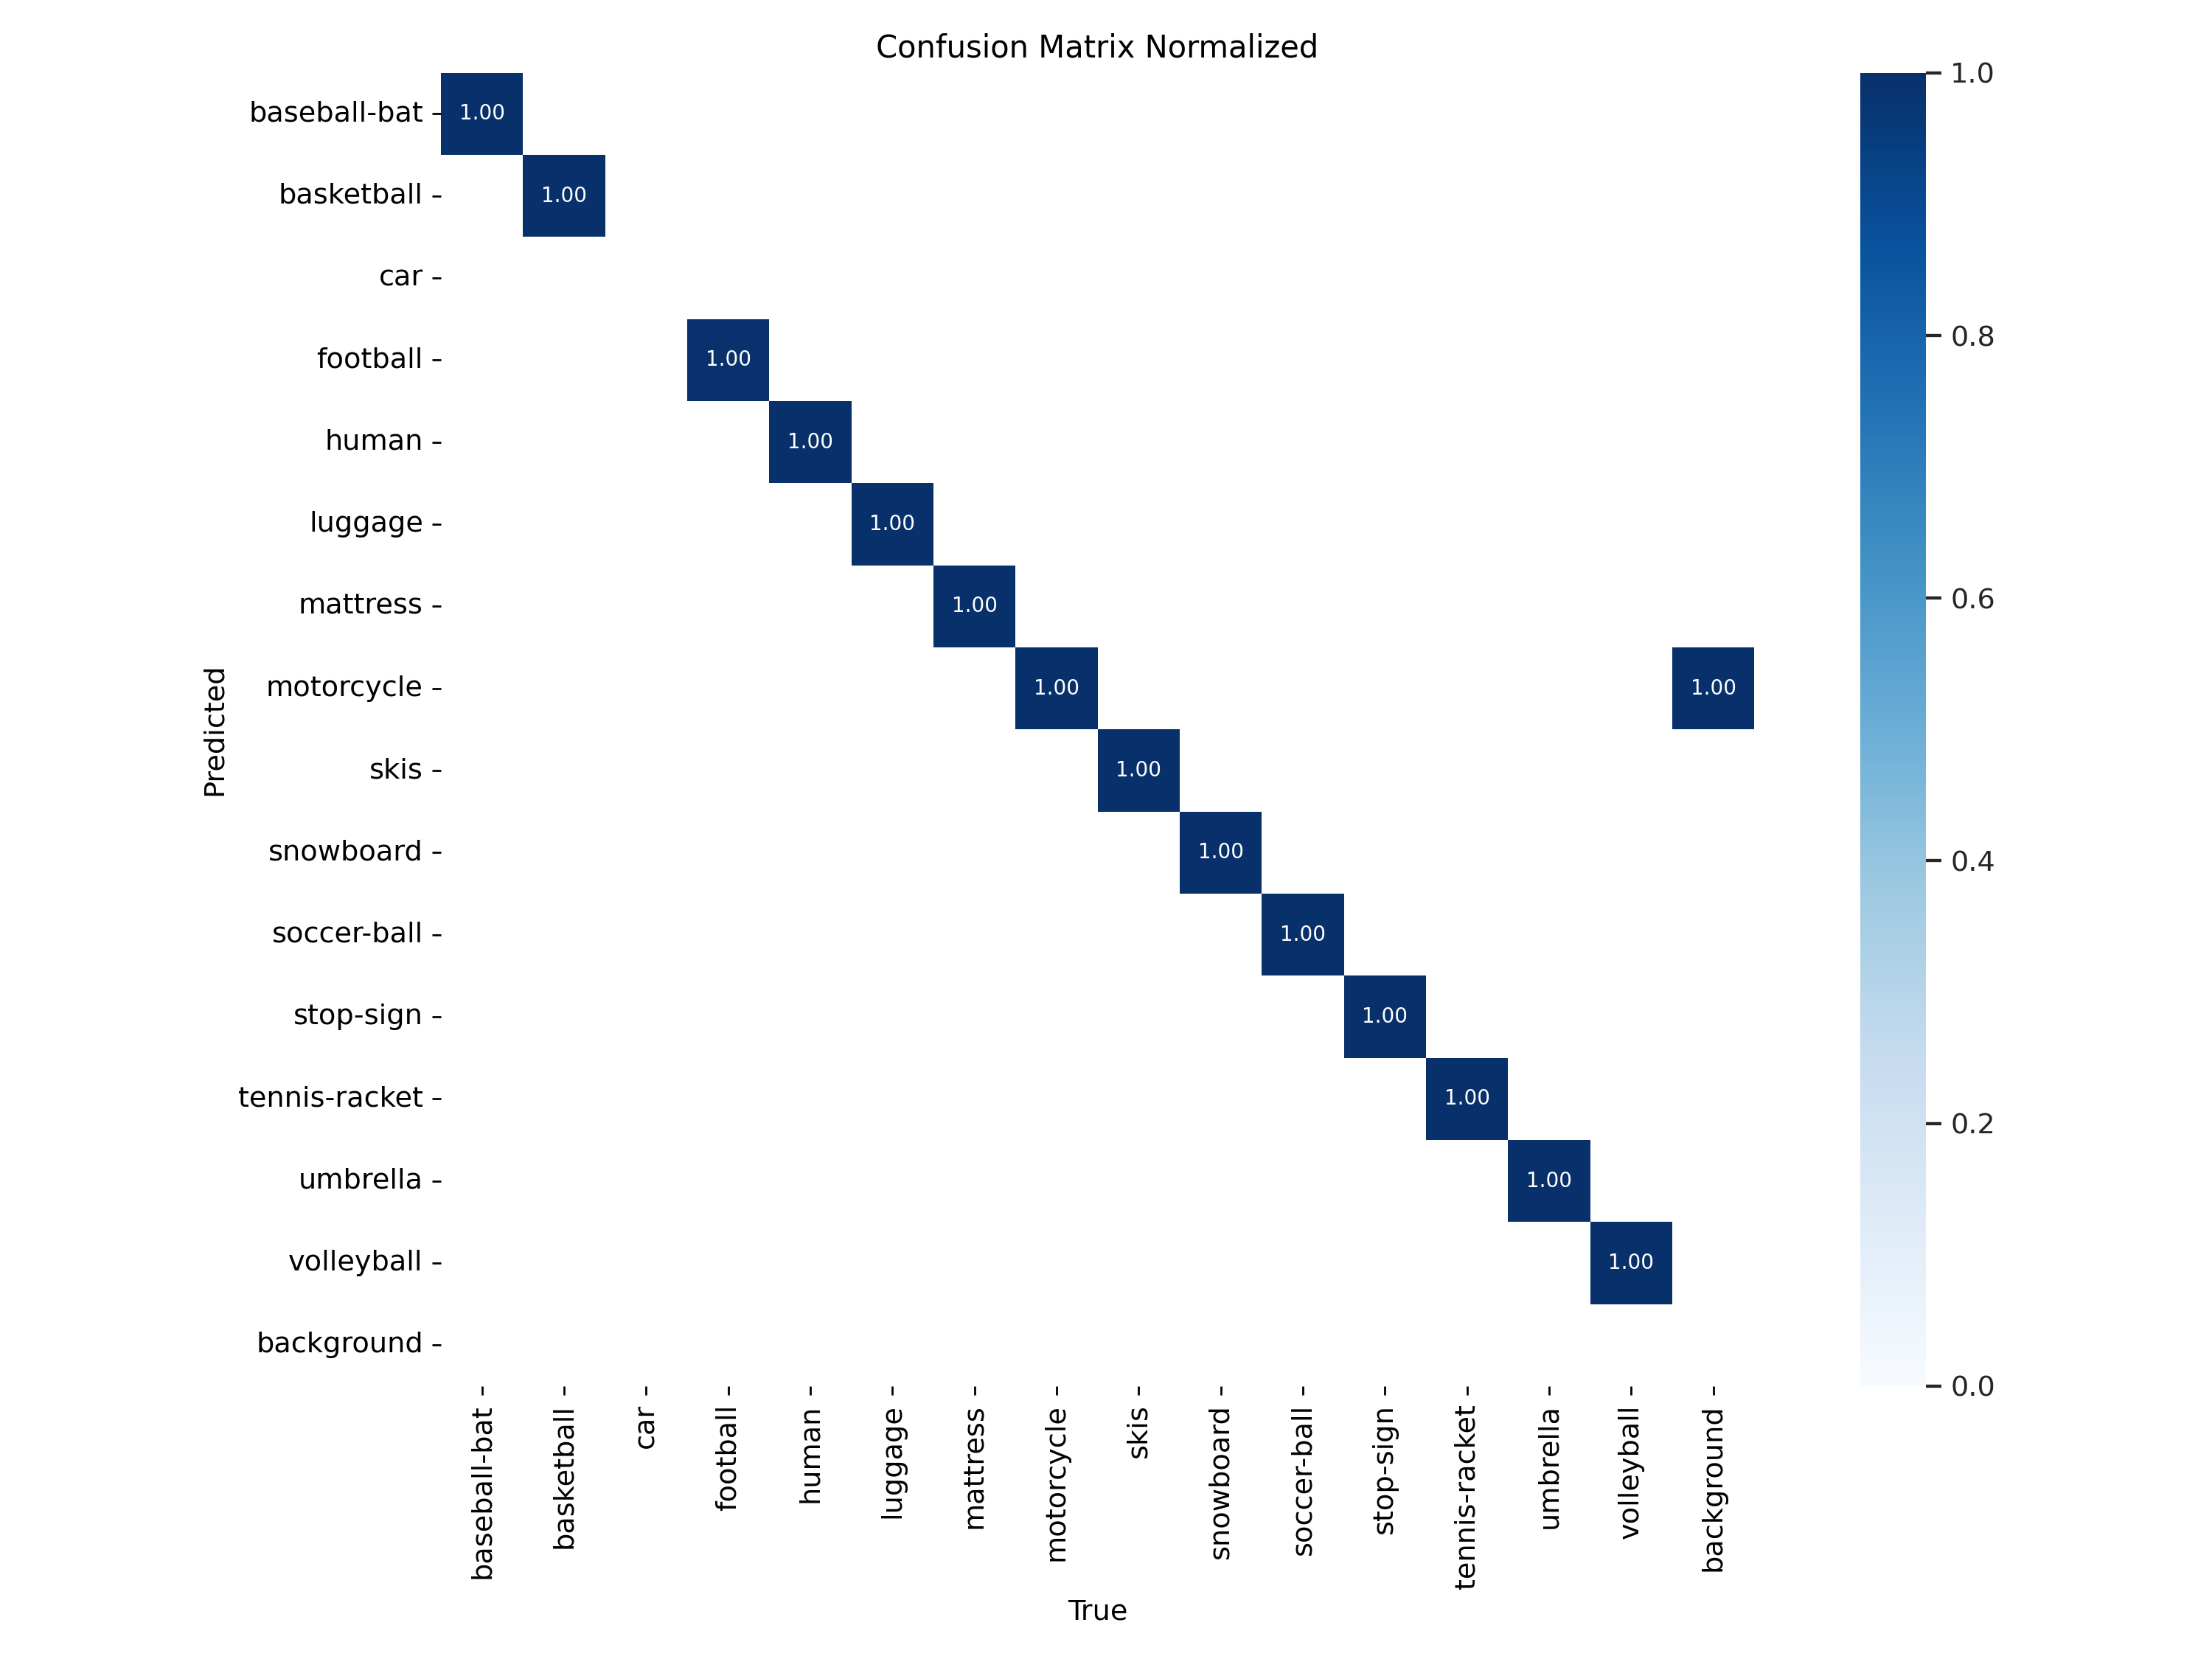 Confusion Matrix Normalized
1.0
baseball-bat
1.00
basketball
1.00
car
0.8
football
1.00
human
1.00
luggage
1.00
mattress
1.00
0.6
Predicted
motorcycle
1.00
1.00
skis
1.00
snowboard
1.00
0.4
soccer-ball
1.00
stop-sign
1.00
tennis-racket
1.00
0.2
umbrella
1.00
volleyball
1.00
background
0.0
baseball-bat
basketball
car
football
human
luggage
mattress
motorcycle
skis
snowboard
soccer-ball
stop-sign
tennis-racket
umbrella
volleyball
background
True